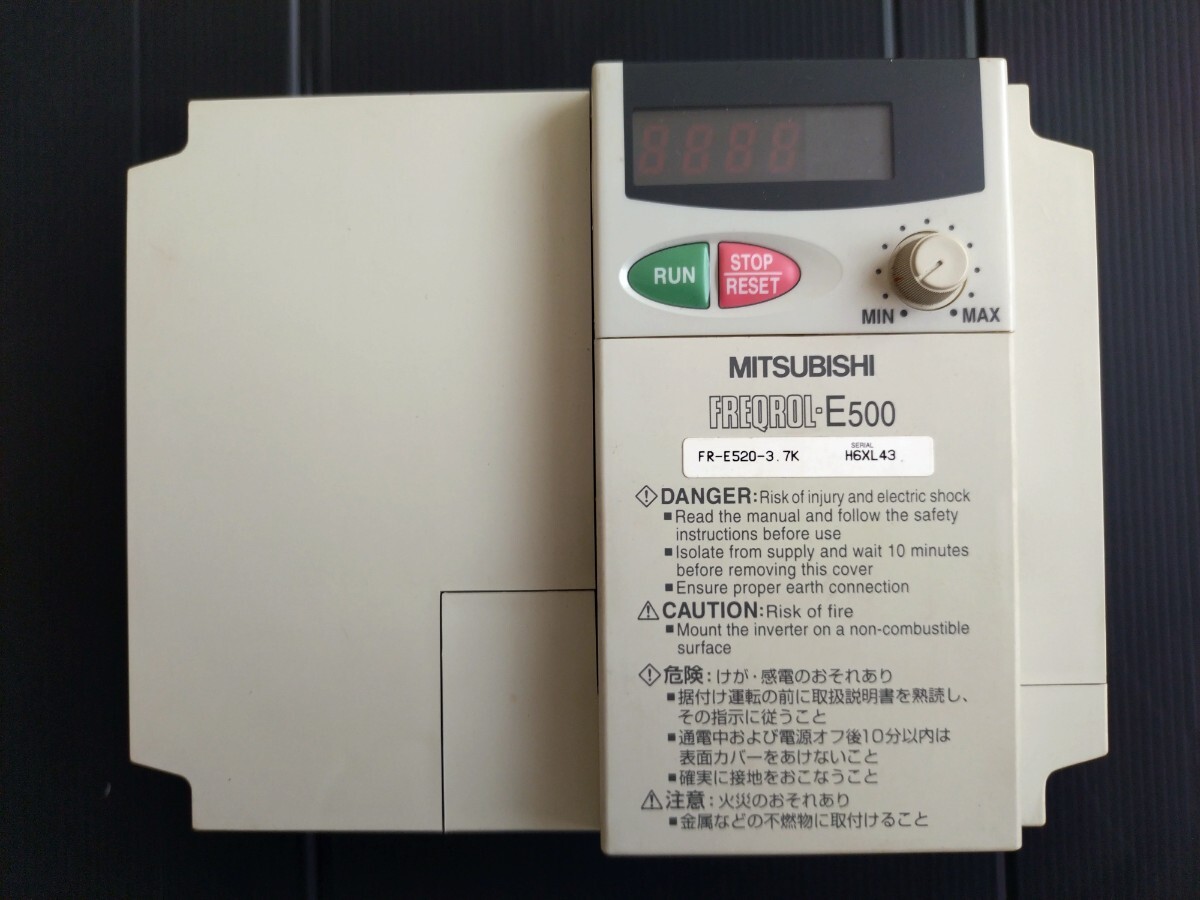 8888
RUN
STOP
RESET
MIN
MAX
MITSUBISHI
FREQROL-E500
SERIAL
FR-E520-3.7K H6XL43
DANGER:Risk of injury and electric shock
■Read the manual and follow the safety
instructions before use
■Isolate from supply and wait 10 minutes
before removing this cover
■Ensure proper earth connection
CAUTION:Risk of fire
■Mount the inverter on a non-combustible
surface
危険:けが・感電のおそれあり
■据付け運転の前に取扱説明書を熟読し、
その指示に従うこと
■通電中および電源オフ後10分以内は
表面カバーをあけないこと
■確実に接地をおこなうこと
注意:火災のおそれあり
■金属などの不燃物に取付けること